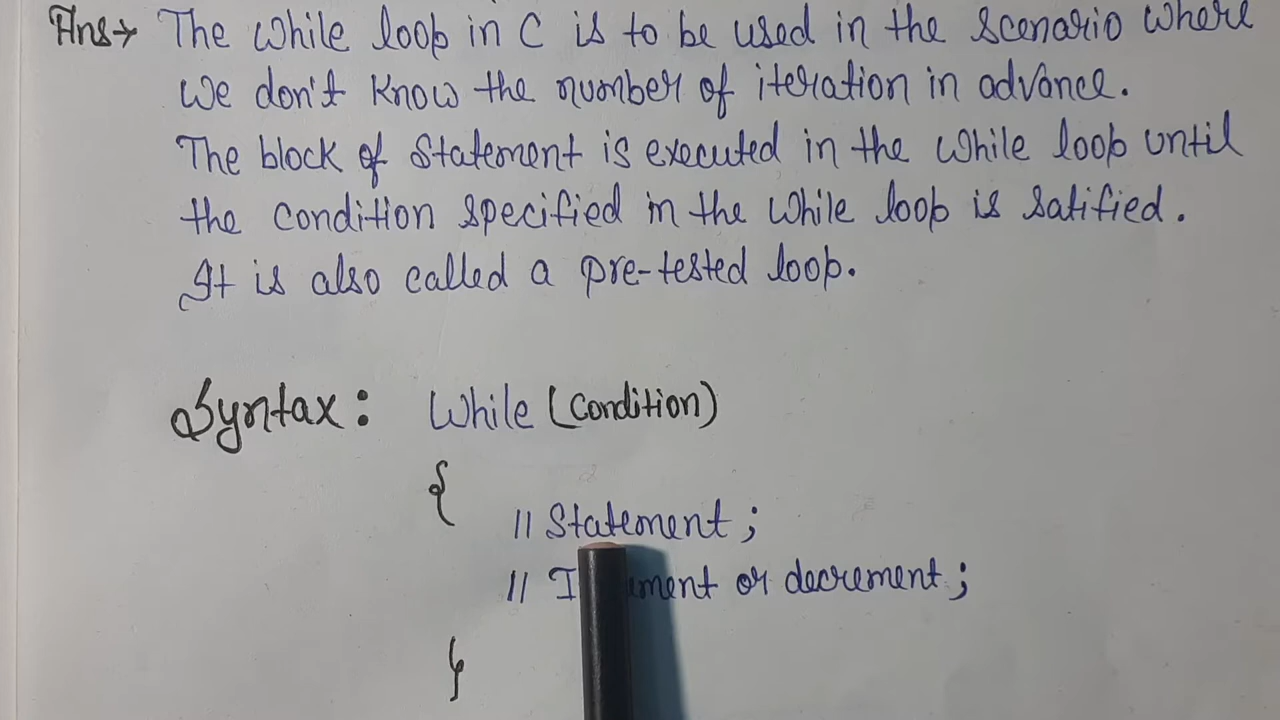 Ans→ The while loop in C is to be used in the scenario where
we don't know the number of iteration in advance.
The block of statement is executed in the while loop until
the condition specified in the while loop is satified.
It is also called a pre-tested loop.
Syntax: While (condition)
{
// Statement;
// or decrement;
}